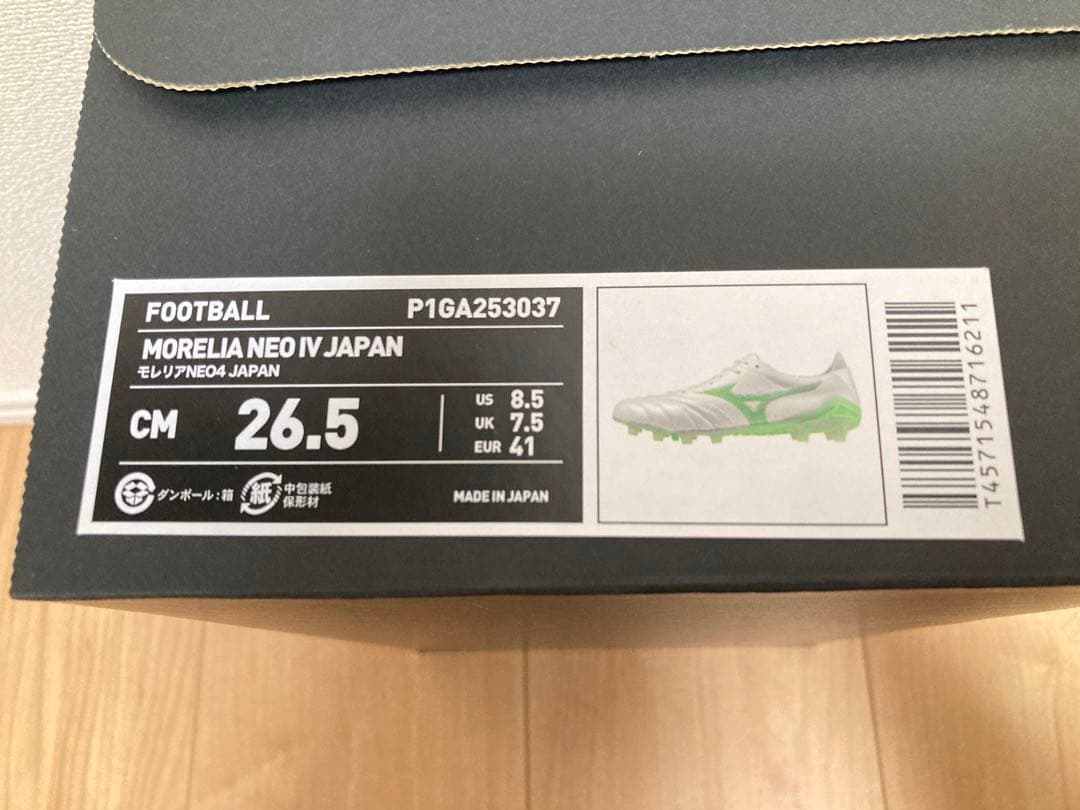 FOOTBALL P1GA253037
MORELIA NEO IV JAPAN
モレリアNEO4 JAPAN
CM 26.5
US 8.5
UK 7.5
EUR 41
ダンボール:箱
紙
中包装紙
保形材
MADE IN JAPAN
T4571548716211